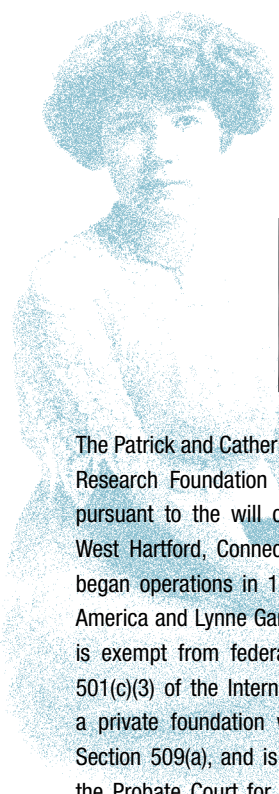 The Patrick and Cather
Research Foundation
pursuant to the will
West Hartford, Connec
began operations in 1
America and Lynne Gar
is exempt from federa
501(c)(3) of the Intern
a private foundation
Section 509(a), and is
the Probate Court for